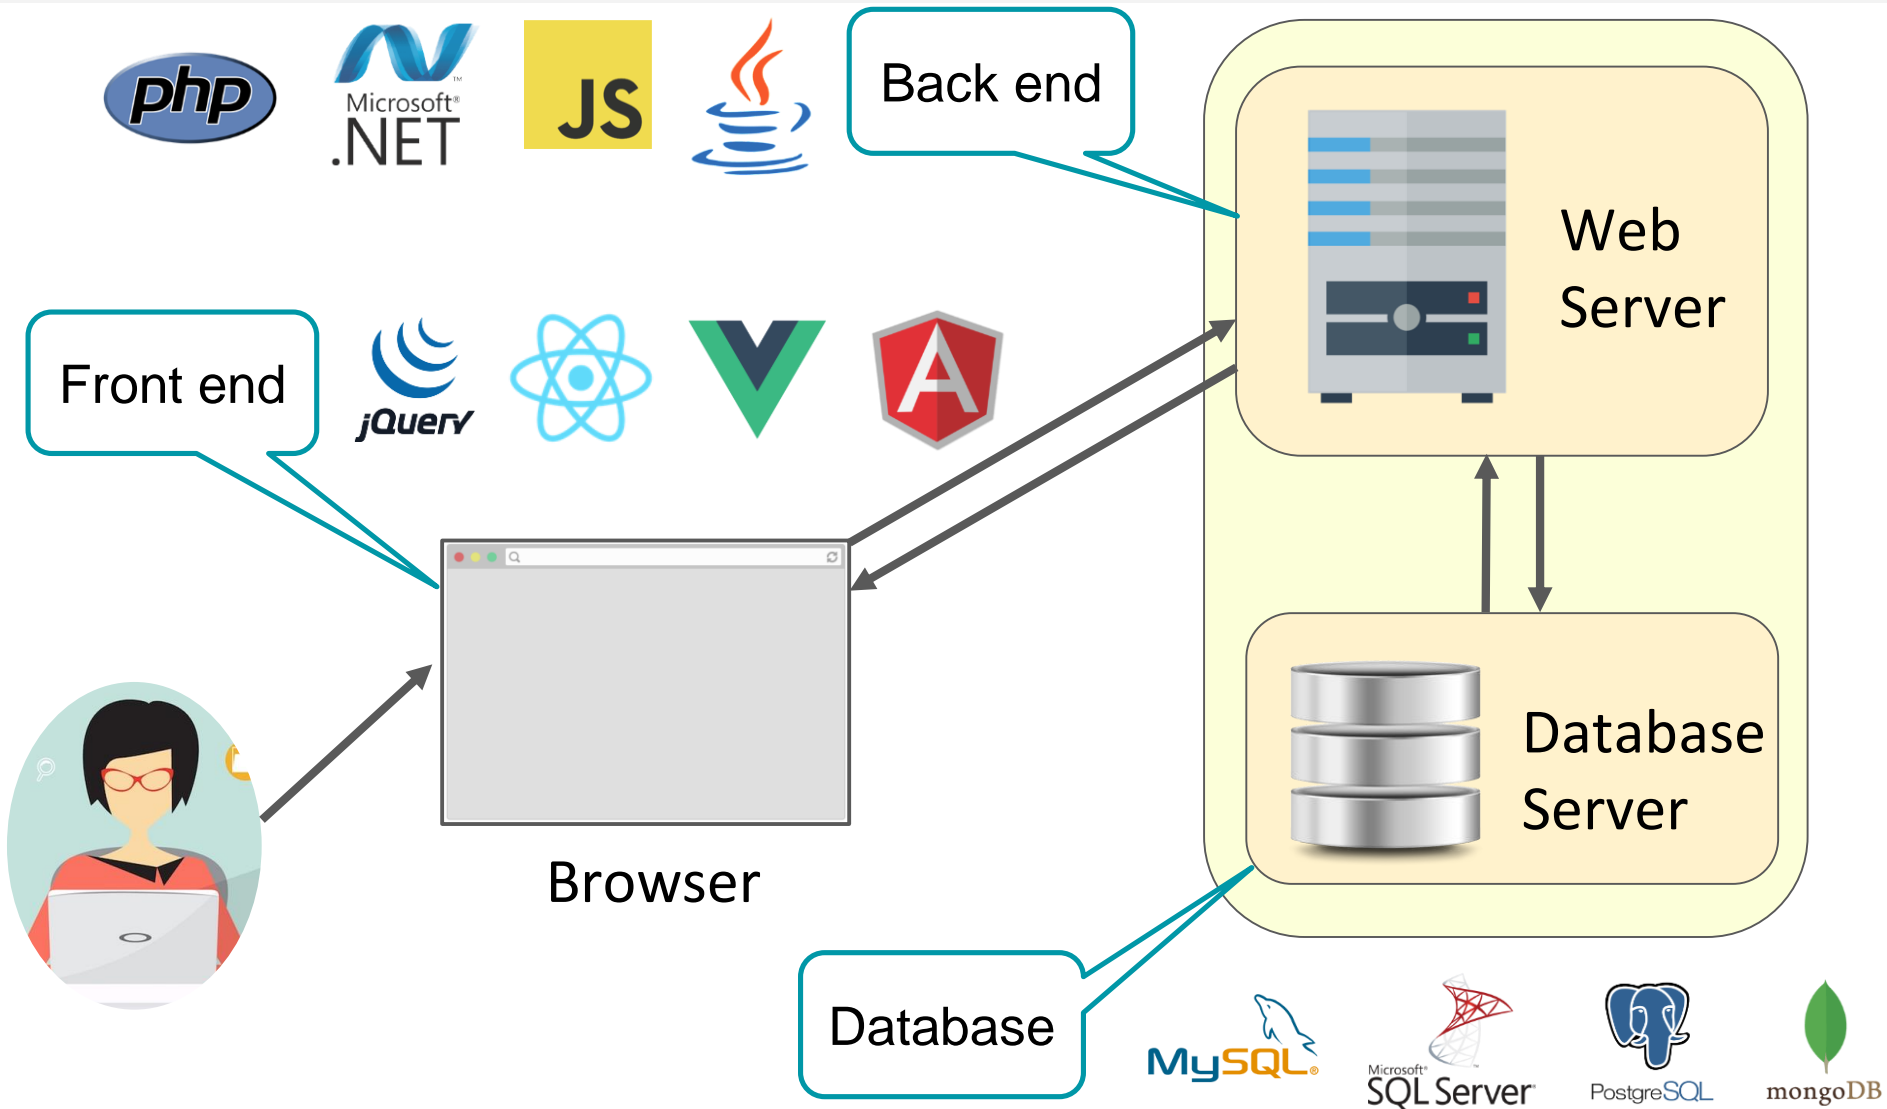 php
Microsoft®
.NET
JS
Back end
Web
Server
Front end
jQuery
Browser
Database
Server
Database
MySQL®
Microsoft®
SQL Server®
PostgreSQL
mongoDB